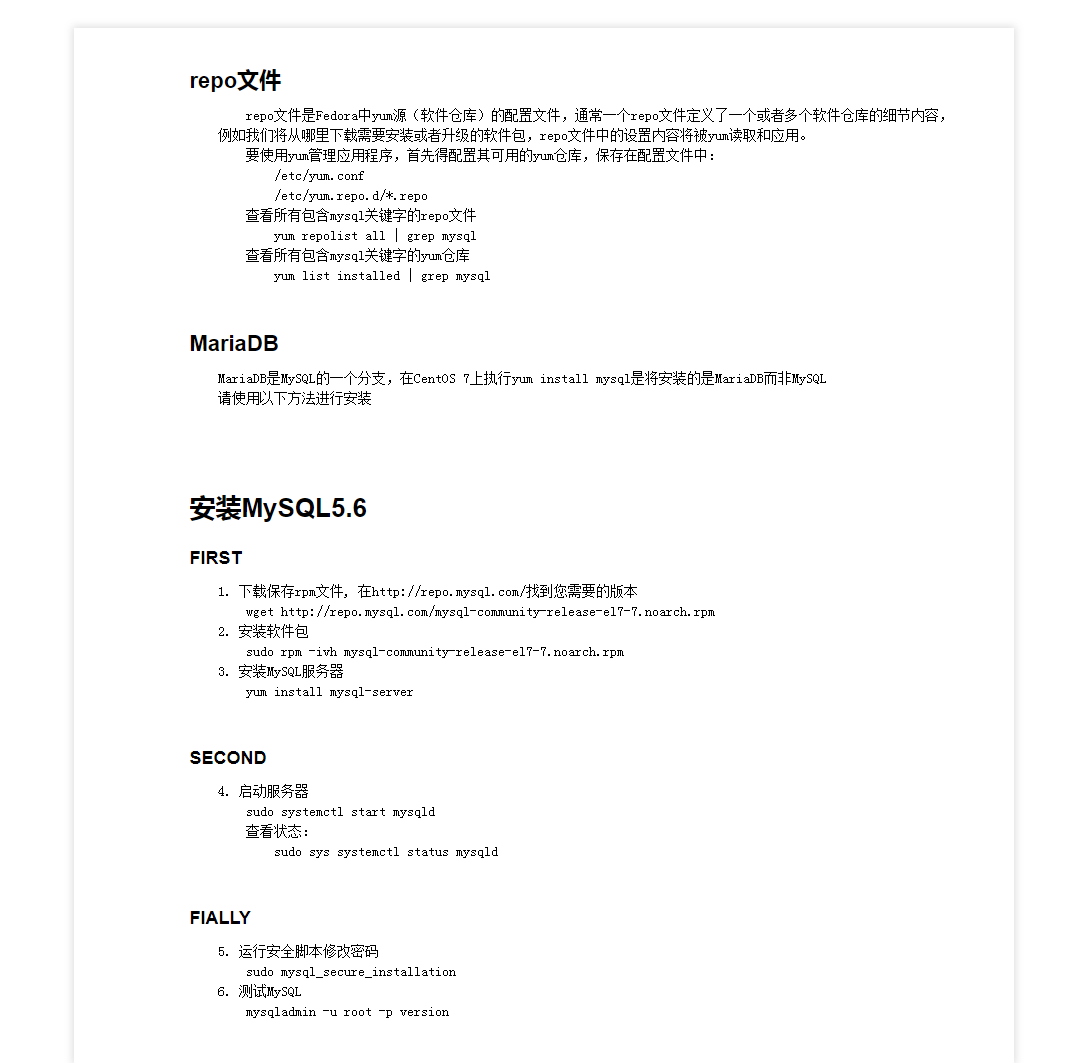 repo文件
repo文件是Fedora中yum源（软件仓库）的配置文件，通常一个repo文件定义了一个或者多个软件仓库的细节内容，
例如我们将从哪里下载需要安装或者升级的软件包，repo文件中的设置内容将被yum读取和应用。
要使用yum管理应用程序，首先得配置其可用的yum仓库，保存在配置文件中：
/etc/yum.conf
/etc/yum.repo.d/*.repo
查看所有包含mysql关键字的repo文件
yum repolist all | grep mysql
查看所有包含mysql关键字的yum仓库
yum list installed | grep mysql
MariaDB
MariaDB是MySQL的一个分支，在CentOS 7上执行yum install mysql是将安装的是MariaDB而非MySQL
请使用以下方法进行安装
安装MySQL5.6
FIRST
1. 下载保存rpm文件, 在http://repo.mysql.com/找到您需要的版本
wget http://repo.mysql.com/mysql-community-release-el7-7.noarch.rpm
2. 安装软件包
sudo rpm -ivh mysql-community-release-el7-7.noarch.rpm
3. 安装MySQL服务器
yum install mysql-server
SECOND
4. 启动服务器
sudo systemctl start mysqld
查看状态：
sudo sys systemctl status mysqld
FIALLY
5. 运行安全脚本修改密码
sudo mysql_secure_installation
6. 测试MySQL
mysqladmin -u root -p version